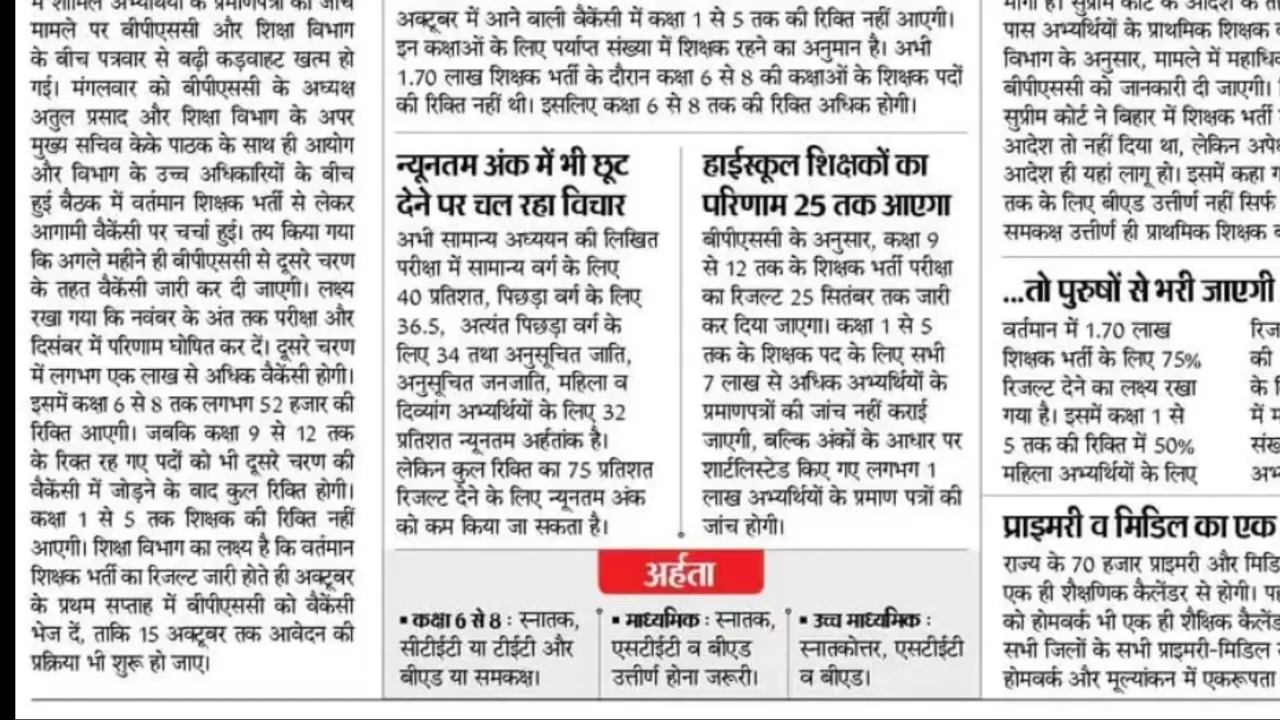 में शामिल अभ्यर्थियों के प्रमाणपत्रों की जांच
मामले पर बीपीएससी और शिक्षा विभाग
के बीच पत्रवार से बढ़ी कड़वाहट खत्म हो
गई। मंगलवार को बीपीएससी के अध्यक्ष
अतुल प्रसाद और शिक्षा विभाग के अपर
मुख्य सचिव केके पाठक के साथ ही आयोग
और विभाग के उच्च अधिकारियों के बीच
हुई बैठक में वर्तमान शिक्षक भर्ती से लेकर
आगामी वैकेंसी पर चर्चा हुई। तय किया गया
कि अगले महीने ही बीपीएससी से दूसरे चरण
के तहत वैकेंसी जारी कर दी जाएगी। लक्ष्य
रखा गया कि नवंबर के अंत तक परीक्षा और
दिसंबर में परिणाम घोषित कर दें। दूसरे चरण
में लगभग एक लाख से अधिक वैकेंसी होगी।
इसमें कक्षा 6 से 8 तक लगभग 52 हजार की
रिक्ति आएगी। जबकि कक्षा 9 से 12 तक
के रिक्त रह गए पदों को भी दूसरे चरण की
वैकेंसी में जोड़ने के बाद कुल रिक्ति होगी।
कक्षा 1 से 5 तक शिक्षक की रिक्ति नहीं
आएगी। शिक्षा विभाग का लक्ष्य है कि वर्तमान
शिक्षक भर्ती का रिजल्ट जारी होते ही अक्टूबर
के प्रथम सप्ताह में बीपीएससी को वैकेंसी
भेज दें, ताकि 15 अक्टूबर तक आवेदन की
प्रक्रिया भी शुरू हो जाए।
अक्टूबर में आने वाली वैकेंसी में कक्षा 1 से 5 तक की रिक्ति नहीं आएगी।
इन कक्षाओं के लिए पर्याप्त संख्या में शिक्षक रहने का अनुमान है। अभी
1.70 लाख शिक्षक भर्ती के दौरान कक्षा 6 से 8 की कक्षाओं के शिक्षक पदों
की रिक्ति नहीं थी। इसलिए कक्षा 6 से 8 तक की रिक्ति अधिक होगी।
न्यूनतम अंक में भी छूट
देने पर चल रहा विचार
अभी सामान्य अध्ययन की लिखित
परीक्षा में सामान्य वर्ग के लिए
40 प्रतिशत, पिछड़ा वर्ग के लिए
36.5, अत्यंत पिछड़ा वर्ग के
लिए 34 तथा अनुसूचित जाति,
अनुसूचित जनजाति, महिला व
दिव्यांग अभ्यर्थियों के लिए 32
प्रतिशत न्यूनतम अर्हतांक है।
लेकिन कुल रिक्ति का 75 प्रतिशत
रिजल्ट देने के लिए न्यूनतम अंक
को कम किया जा सकता है।
हाईस्कूल शिक्षकों का
परिणाम 25 तक आएगा
बीपीएससी के अनुसार, कक्षा 9
से 12 तक के शिक्षक भर्ती परीक्षा
का रिजल्ट 25 सितंबर तक जारी
कर दिया जाएगा। कक्षा 1 से 5
तक के शिक्षक पद के लिए सभी
7 लाख से अधिक अभ्यर्थियों के
प्रमाणपत्रों की जांच नहीं कराई
जाएगी, बल्कि अंकों के आधार पर
शार्टलिस्टेड किए गए लगभग 1
लाख अभ्यर्थियों के प्रमाण पत्रों की
जांच होगी।
अर्हता
▪ कक्षा 6 से 8 : स्नातक,
सीटीईटी या टीईटी और
बीएड या समकक्ष।
▪ माध्यमिक : स्नातक,
एसटीईटी व बीएड
उत्तीर्ण होना जरूरी।
▪ उच्च माध्यमिक :
स्नातकोत्तर, एसटीईटी
व बीएड।
मांगी है। सुप्रीम कोर्ट के आदेश के
पास अभ्यर्थियों के प्राथमिक शिक्षक
विभाग के अनुसार, मामले में
बीपीएससी को जानकारी दी जाएगी।
सुप्रीम कोर्ट ने बिहार में शिक्षक भर्ती
आदेश तो नहीं दिया था, लेकिन
आदेश ही यहां लागू हो। इसमें कहा
तक के लिए बीएड उत्तीर्ण नहीं सिर्फ
समकक्ष उत्तीर्ण ही प्राथमिक शिक्षक
...तो पुरुषों से भरी जाएगी
वर्तमान में 1.70 लाख
शिक्षक भर्ती के लिए 75%
रिजल्ट देने का लक्ष्य रखा
गया है। इसमें कक्षा 1 से
5 तक की रिक्ति में 50%
महिला अभ्यर्थियों के लिए
की
के
में
प्राइमरी व मिडिल का एक
राज्य के 70 हजार प्राइमरी और
एक ही शैक्षणिक कैलेंडर से होगी।
को होमवर्क भी एक ही शैक्षिक
सभी जिलों के सभी प्राइमरी-मिडिल
होमवर्क और मूल्यांकन में एकरूपता